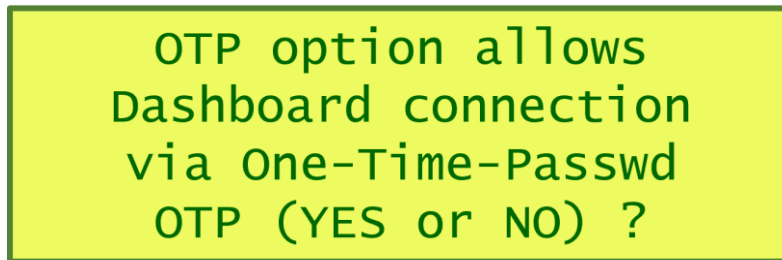 OTP option allows
Dashboard connection
via One-Time-Passwd
OTP (YES or NO) ?